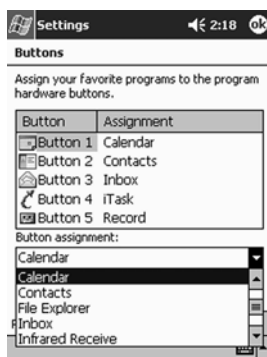 Settings 2:18 ok
Buttons
Assign your favorite programs to the program
hardware buttons.
Button Assignment
Button 1 Calendar
Button 2 Contacts
Button 3 Inbox
Button 4 iTask
Button 5 Record
Button assignment:
Calendar
Calendar
Contacts
File Explorer
Inbox
Infrared Receive